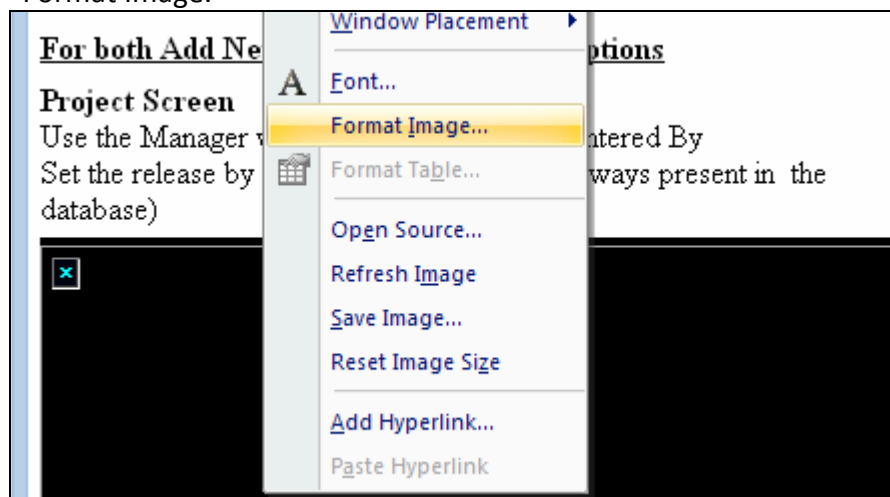 Format Image.
Window Placement
For both Add Ne
ptions
A Font...
Project Screen
Format Image...
Use the Manager
ntered By
Format Table...
Set the release by
ways present in the
database)
Open Source...
Refresh Image
Save Image...
Reset Image Size
Add Hyperlink...
Paste Hyperlink